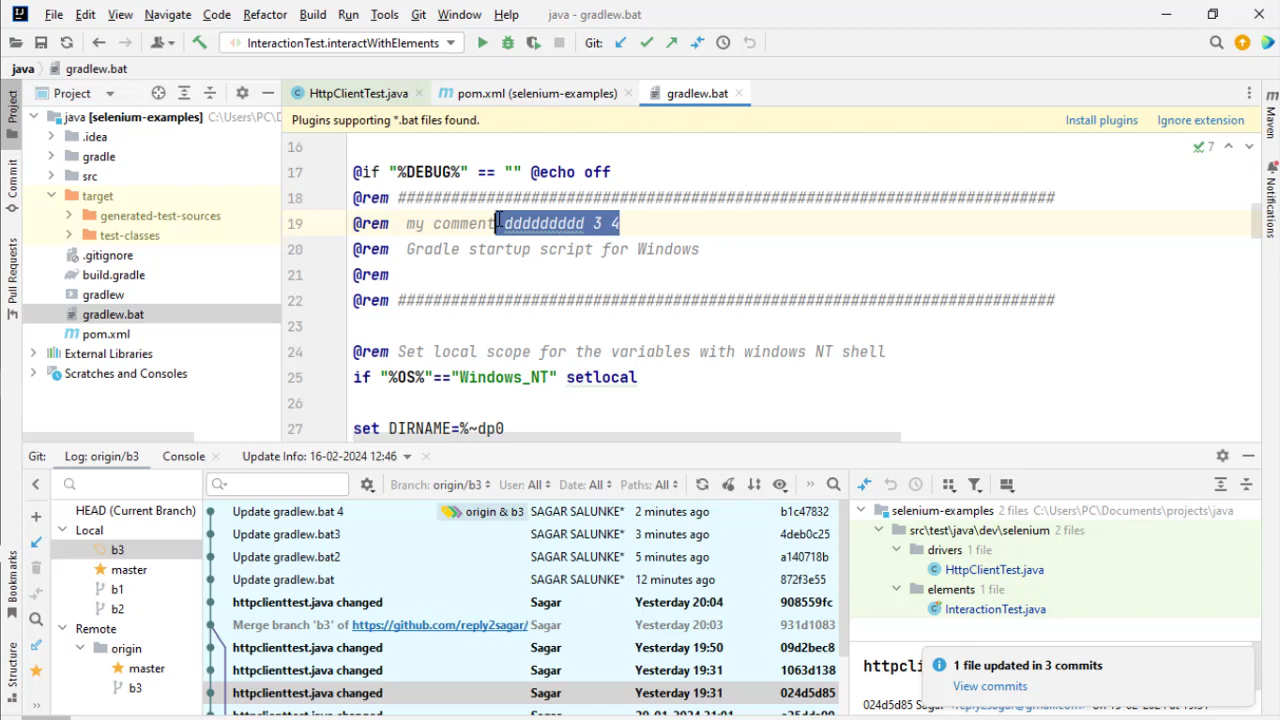 File Edit View Navigate Code Refactor Build Run Tools Git Window Help java - gradlew.bat
InteractionTest.interactWithElements Git:
java gradlew.bat
Project HttpClientTest.java pom.xml (selenium-examples) gradlew.bat
Project
Commit
Pull Requests
Bookmarks
Structure
Maven
Notifications
java [selenium-examples] C:\Users\PC\D
.idea
gradle
src
target
generated-test-sources
test-classes
.gitignore
build.gradle
gradlew
gradlew.bat
pom.xml
External Libraries
Scratches and Consoles
Plugins supporting *.bat files found. Install plugins Ignore extension
7
16
17 @if "%DEBUG%" == "" @echo off
18 @rem ##########################################################################
19 @rem my comment ddddddddd 3 4
20 @rem Gradle startup script for Windows
21 @rem
22 @rem ##########################################################################
23
24 @rem Set local scope for the variables with windows NT shell
25 if "%OS%"=="Windows_NT" setlocal
26
27 set DIRNAME=%~dp0
Git: Log: origin/b3 Console Update Info: 16-02-2024 12:46
Branch: origin/b3 User: All Date: All Paths: All
HEAD (Current Branch)
Local
b3
master
b1
b2
Remote
origin
master
b3
Update gradlew.bat 4 origin & b3 SAGAR SALUNKE* 2 minutes ago b1c47832
Update gradlew.bat3 SAGAR SALUNKE* 3 minutes ago 4deb0c25
Update gradlew.bat2 SAGAR SALUNKE* 5 minutes ago a140718b
Update gradlew.bat SAGAR SALUNKE* 12 minutes ago 872f3e55
httpclienttest.java changed Sagar Yesterday 20:04 908559fc
Merge branch 'b3' of https://github.com/reply2sagar/ Sagar Yesterday 20:03 931d1083
httpclienttest.java changed Sagar Yesterday 19:50 09d2bec8
httpclienttest.java changed Sagar Yesterday 19:31 1063d138
httpclienttest.java changed Sagar Yesterday 19:31 024d5d85
selenium-examples 2 files C:\Users\PC\Documents\projects\java
src\test\java\dev\selenium 2 files
drivers 1 file
HttpClientTest.java
elements 1 file
InteractionTest.java
httpcli
1 file updated in 3 commits
View commits